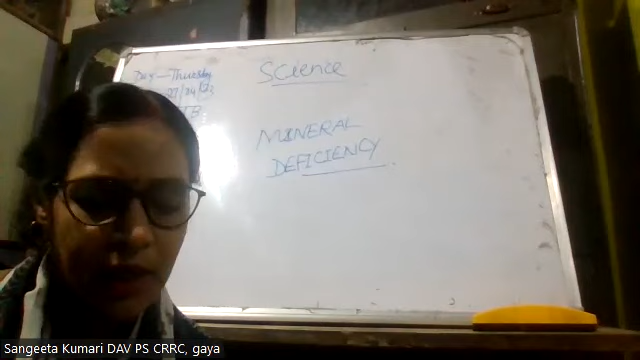 Day - Thursday
Science
MINERAL
DEFICIENCY
Sangeeta Kumari DAV PS CRRC, gaya